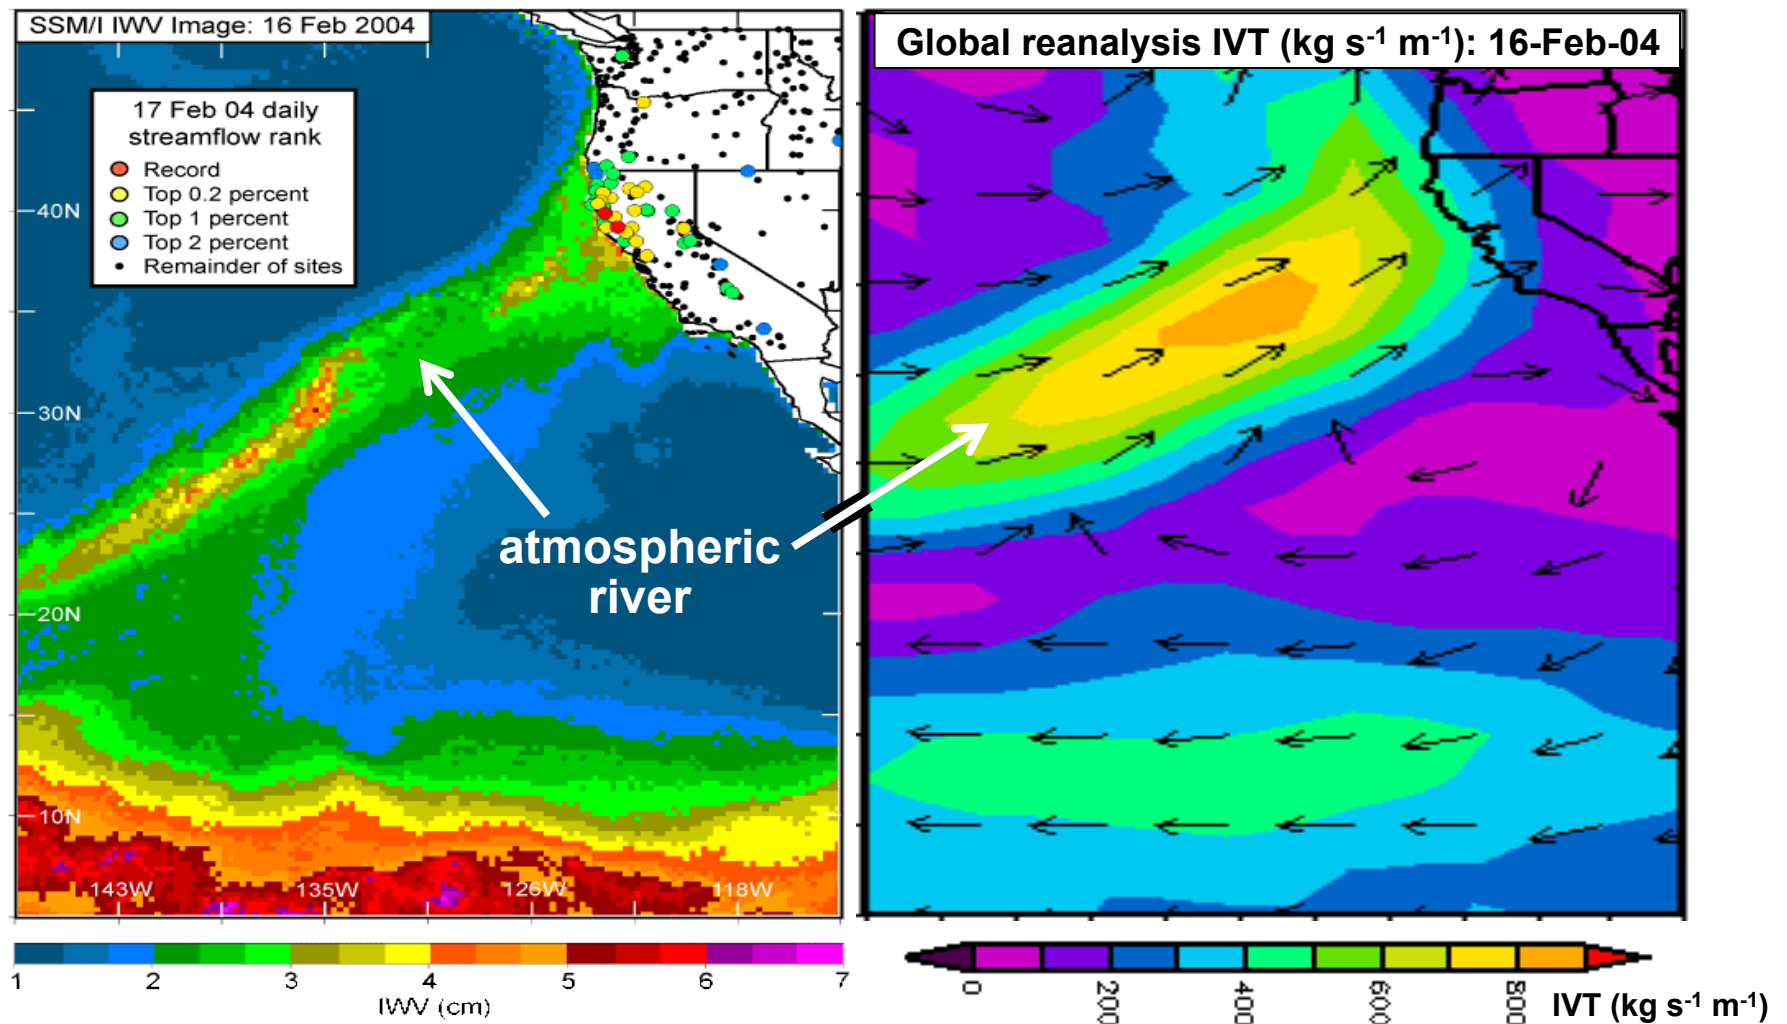 SSM/I IWV Image: 16 Feb 2004
17 Feb 04 daily
streamflow rank
Record
Top 0.2 percent
Top 1 percent
Top 2 percent
Remainder of sites
40N
30N
20N
10N
143W
135W
126W
118W
atmospheric
river
1
2
3
4
5
6
7
IWV (cm)
Global reanalysis IVT (kg s-1 m-1): 16-Feb-04
0
200
400
600
800
IVT (kg s-1 m-1)